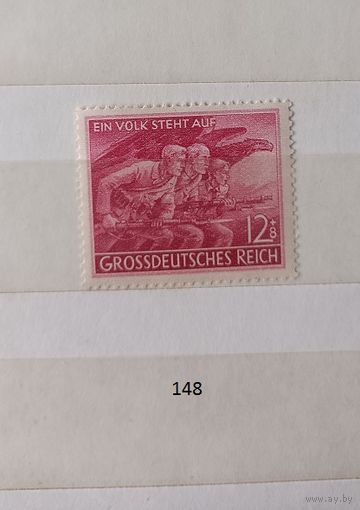 EIN VOLK STEHT AUF
12+8
GROSSDEUTSCHES REICH
148
www.ay.by